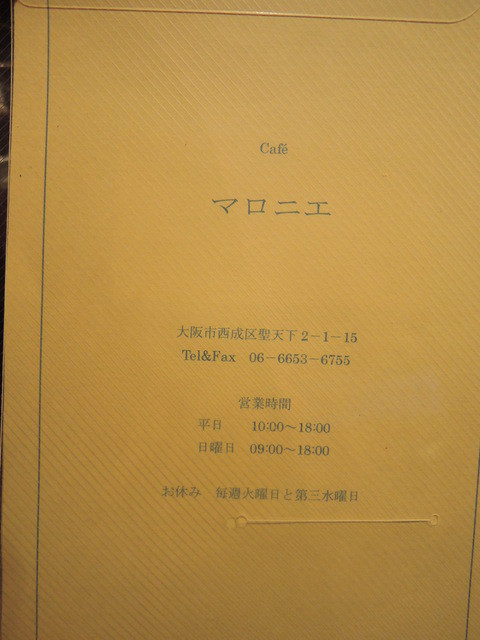 Café
マロニエ
大阪市西成区聖天下2－1－15
Tel&Fax　06－6653－6755
営業時間
平日　　10:00～18:00
日曜日　09:00～18:00
お休み　毎週火曜日と第三水曜日